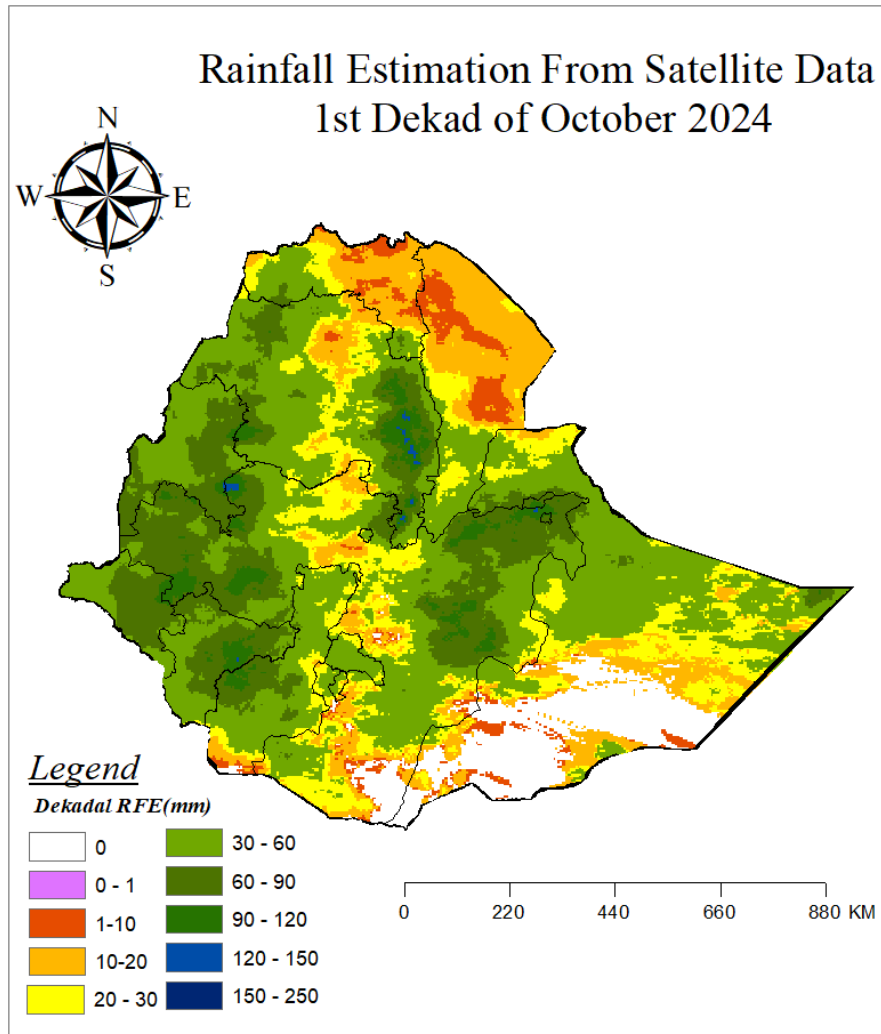 Rainfall Estimation From Satellite Data
1st Dekad of October 2024
N
W
E
S
Legend
Dekadal RFE(mm)
0
0 - 1
1-10
10-20
20 - 30
30 - 60
60 - 90
90 - 120
120 - 150
150 - 250
0 220 440 660 880 KM